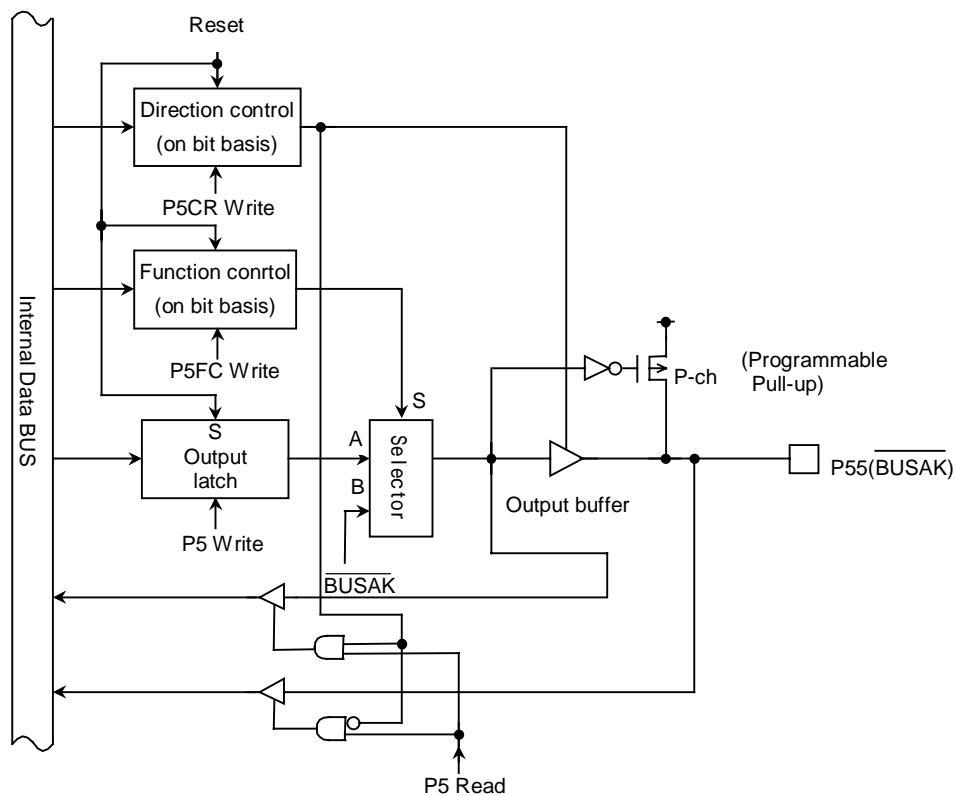 Reset
Direction control
(on bit basis)
P5CR Write
Function conrtol
(on bit basis)
P5FC Write
Internal Data BUS
S
Output
latch
P5 Write
A
B
S
Selector
BUSAK
Output buffer
P-ch
(Programmable
Pull-up)
P55(BUSAK)
P5 Read